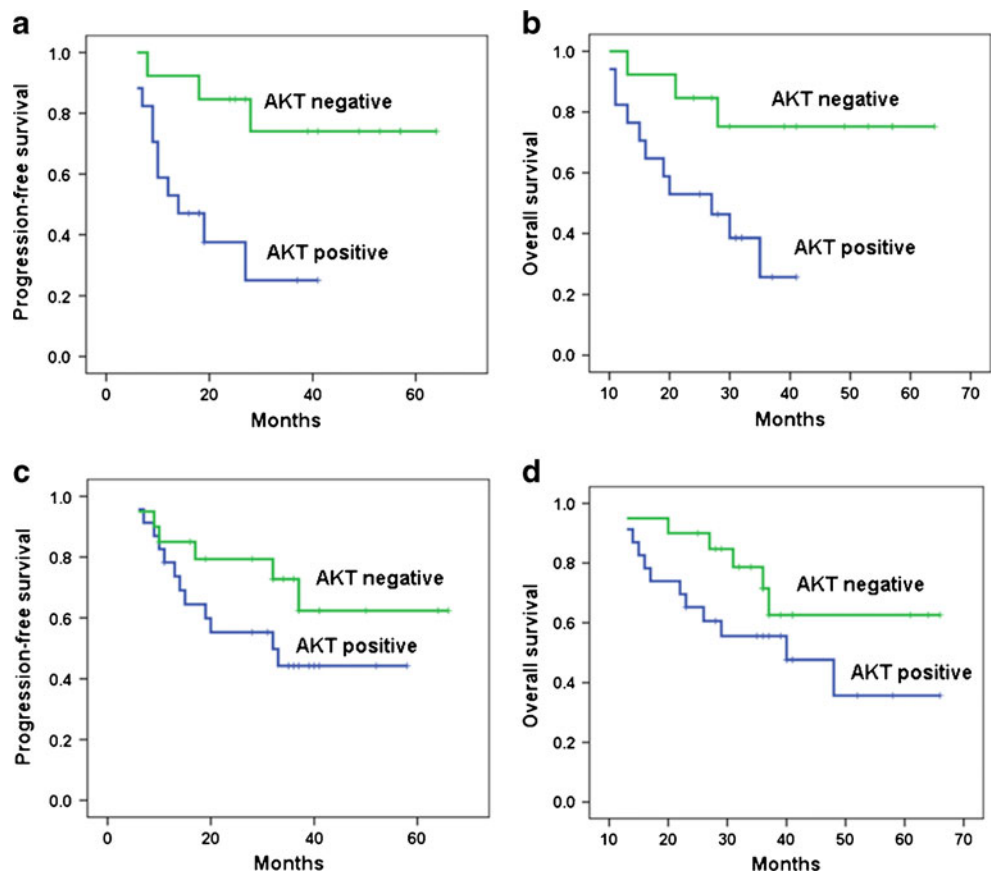 a
Progression-free survival
1.0
0.8
0.6
0.4
0.2
0.0
AKT negative
AKT positive
0 20 40 60
Months
b
Overall survival
1.0
0.8
0.6
0.4
0.2
0.0
AKT negative
AKT positive
10 20 30 40 50 60 70
Months
c
Progression-free survival
1.0
0.8
0.6
0.4
0.2
0.0
AKT negative
AKT positive
0 20 40 60
Months
d
Overall survival
1.0
0.8
0.6
0.4
0.2
0.0
AKT negative
AKT positive
10 20 30 40 50 60 70
Months